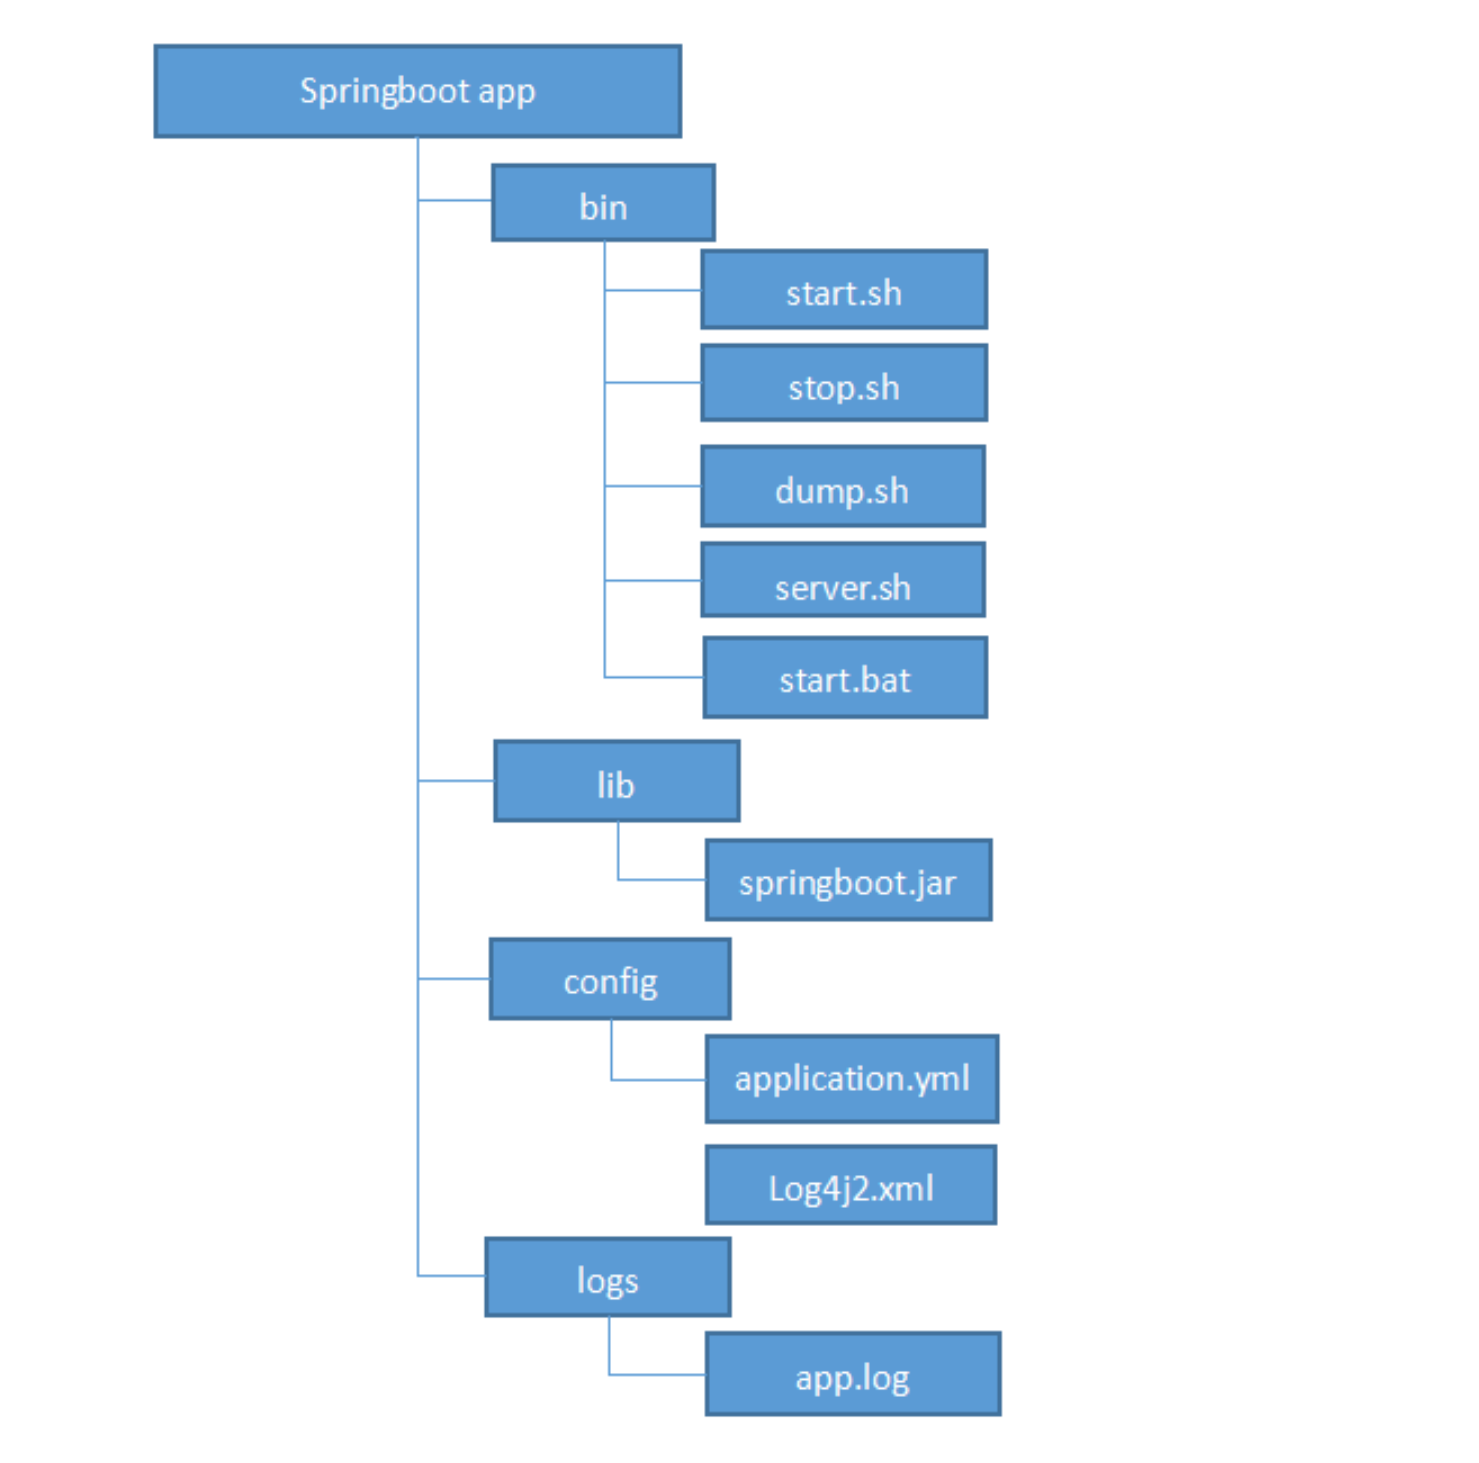 Springboot app
bin
start.sh
stop.sh
dump.sh
server.sh
start.bat
lib
springboot.jar
config
application.yml
Log4j2.xml
logs
app.log